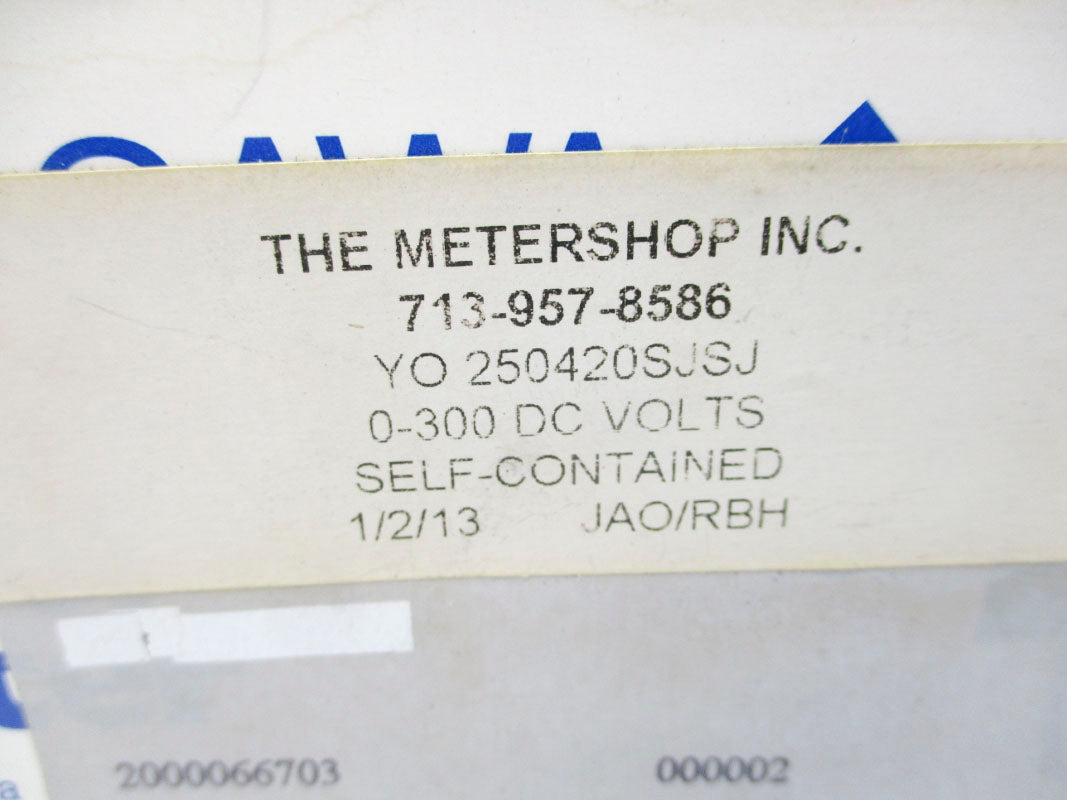 THE METERSHOP INC.
713-957-8586
YO 250420SJSJ
0-300 DC VOLTS
SELF-CONTAINED
1/2/13 JAO/RBH
2000066703 000002